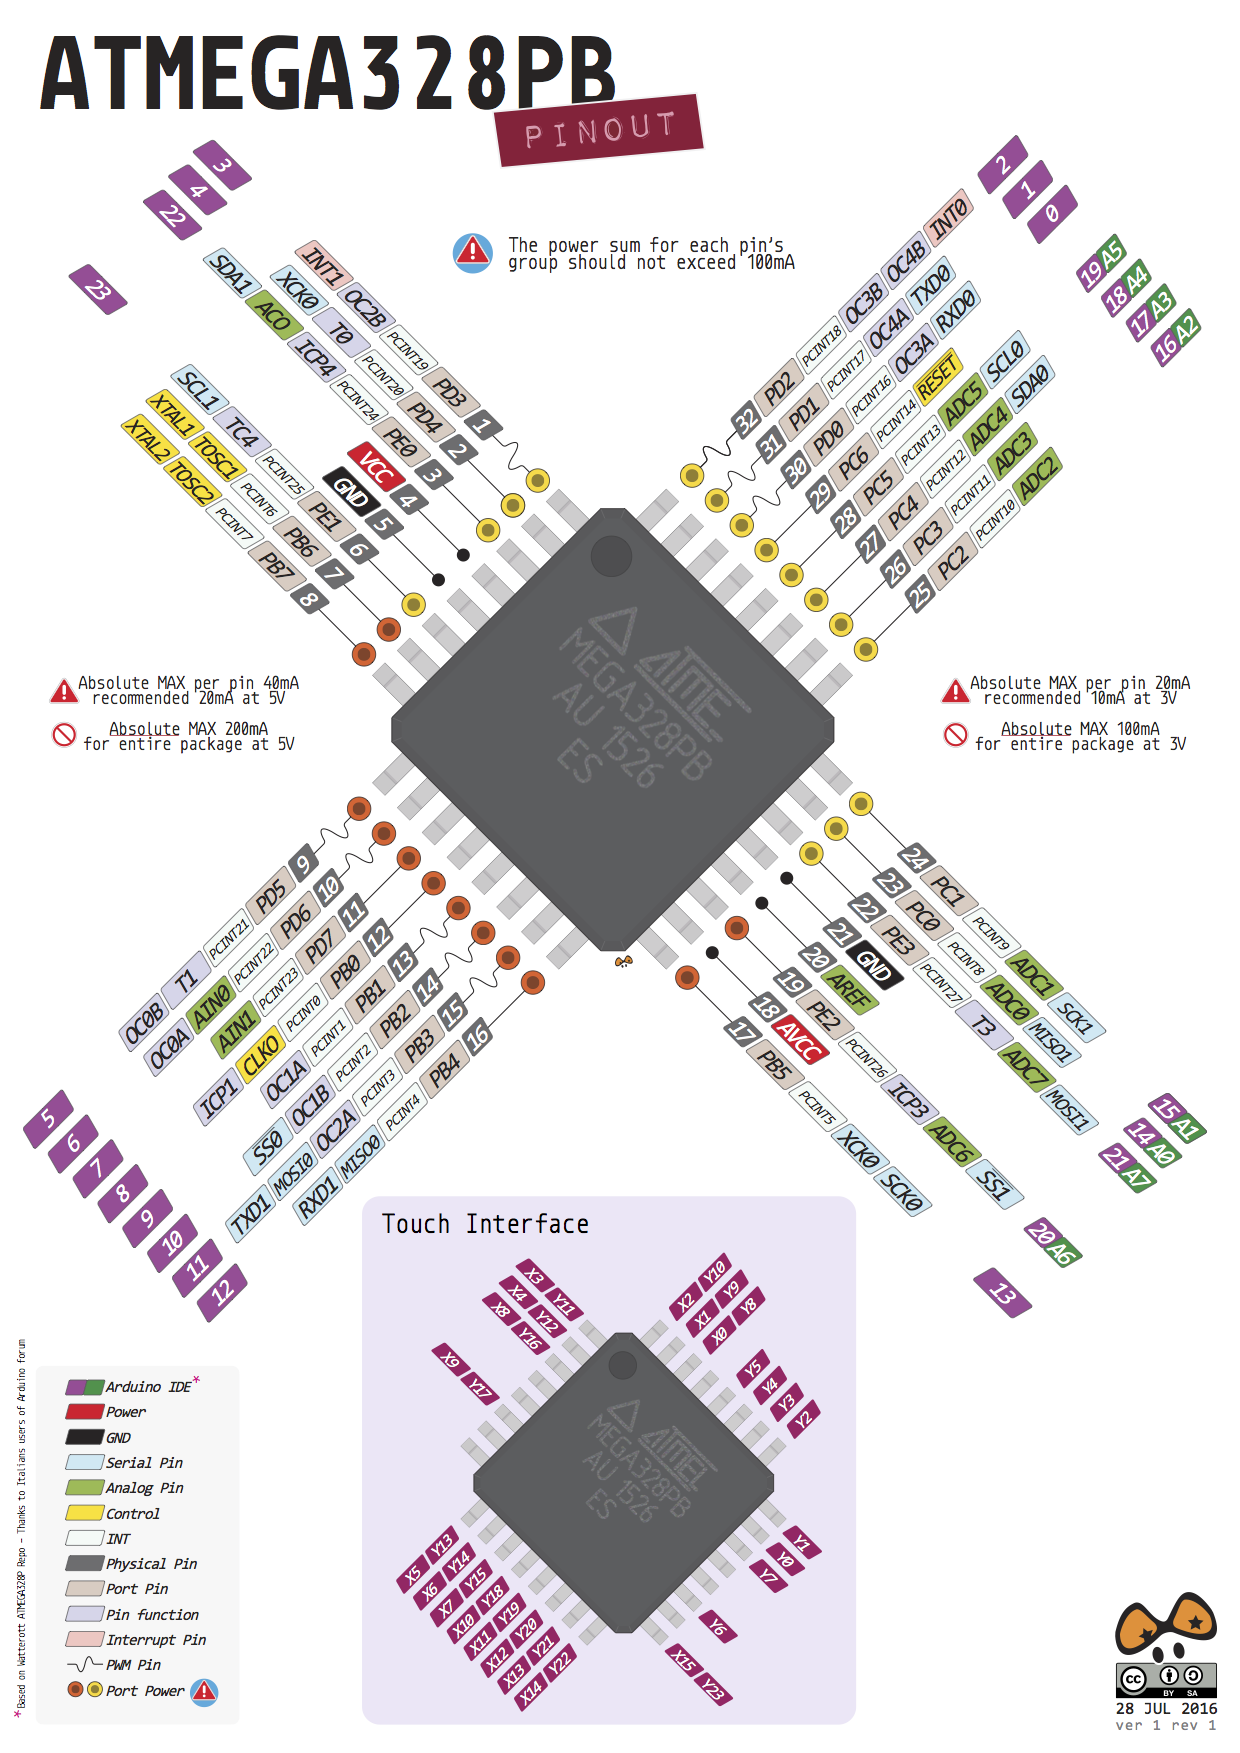 ATMEGA328PB
PINOUT
The power sum for each pin's
group should not exceed 100mA
3
4
22
23
INT1 OC2B PCINT19 PD3 1
XCK0 T0 PCINT20 PD4 2
SDA1 ACO ICP4 PCINT24 PE0 3
VCC 4
GND 5
SCL1 TC4 PCINT25 PE1 6
XTAL1 TOSC1 PCINT6 PB6 7
XTAL2 TOSC2 PCINT7 PB7 8
2
1
0
19 A5
18 A4
17 A3
16 A2
32 PD2 PCINT18 OC3B OC4B INT0
31 PD1 PCINT17 OC4A TXD0
30 PD0 PCINT16 OC3A RXD0
29 PC6 PCINT14 RESET
28 PC5 PCINT13 ADC5 SCL0
27 PC4 PCINT12 ADC4 SDA0
26 PC3 PCINT11 ADC3
25 PC2 PCINT10 ADC2
ATMEL
MEGA328PB
AU 1526
ES
Absolute MAX per pin 40mA
recommended 20mA at 5V
Absolute MAX 200mA
for entire package at 5V
Absolute MAX per pin 20mA
recommended 10mA at 3V
Absolute MAX 100mA
for entire package at 3V
OC0B T1 PCINT21 PD5 9
OC0A AIN0 PCINT22 PD6 10
AIN1 PCINT23 PD7 11
ICP1 CLKO PCINT0 PB0 12
OC1A PCINT1 PB1 13
SS0 OC1B PCINT2 PB2 14
TXD1 MOSI0 OC2A PCINT3 PB3 15
RXD1 MISO0 PCINT4 PB4 16
5
6
7
8
9
10
11
12
24 PC1 PCINT9 ADC1 SCK1
23 PC0 PCINT8 ADC0 MISO1
22 PE3 PCINT27 T3 ADC7 MOSI1
21 GND
20 AREF
19 PE2 PCINT26 ICP3 ADC6 SS1
18 AVCC
17 PB5 PCINT5 XCK0 SCK0
15 A1
14 A0
21 A7
20 A6
13
Touch Interface
X3 Y11
X4 Y12
X8 Y16
X9 Y17
X2 Y10
X1 Y9
X0 Y8
Y5
Y4
Y3
Y2
ATMEL
MEGA328PB
AU 1526
ES
X5 Y13
X6 Y14
X7 Y15
X10 Y18
X11 Y19
X12 Y20
X13 Y21
X14 Y22
Y1
Y0
Y7
Y6
X15 Y23
Arduino IDE*
Power
GND
Serial Pin
Analog Pin
Control
INT
Physical Pin
Port Pin
Pin function
Interrupt Pin
PWM Pin
Port Power
*Based on Watterott ATMEGA328P Repo - Thanks to Italians users of Arduino forum
cc BY SA
28 JUL 2016
ver 1 rev 1